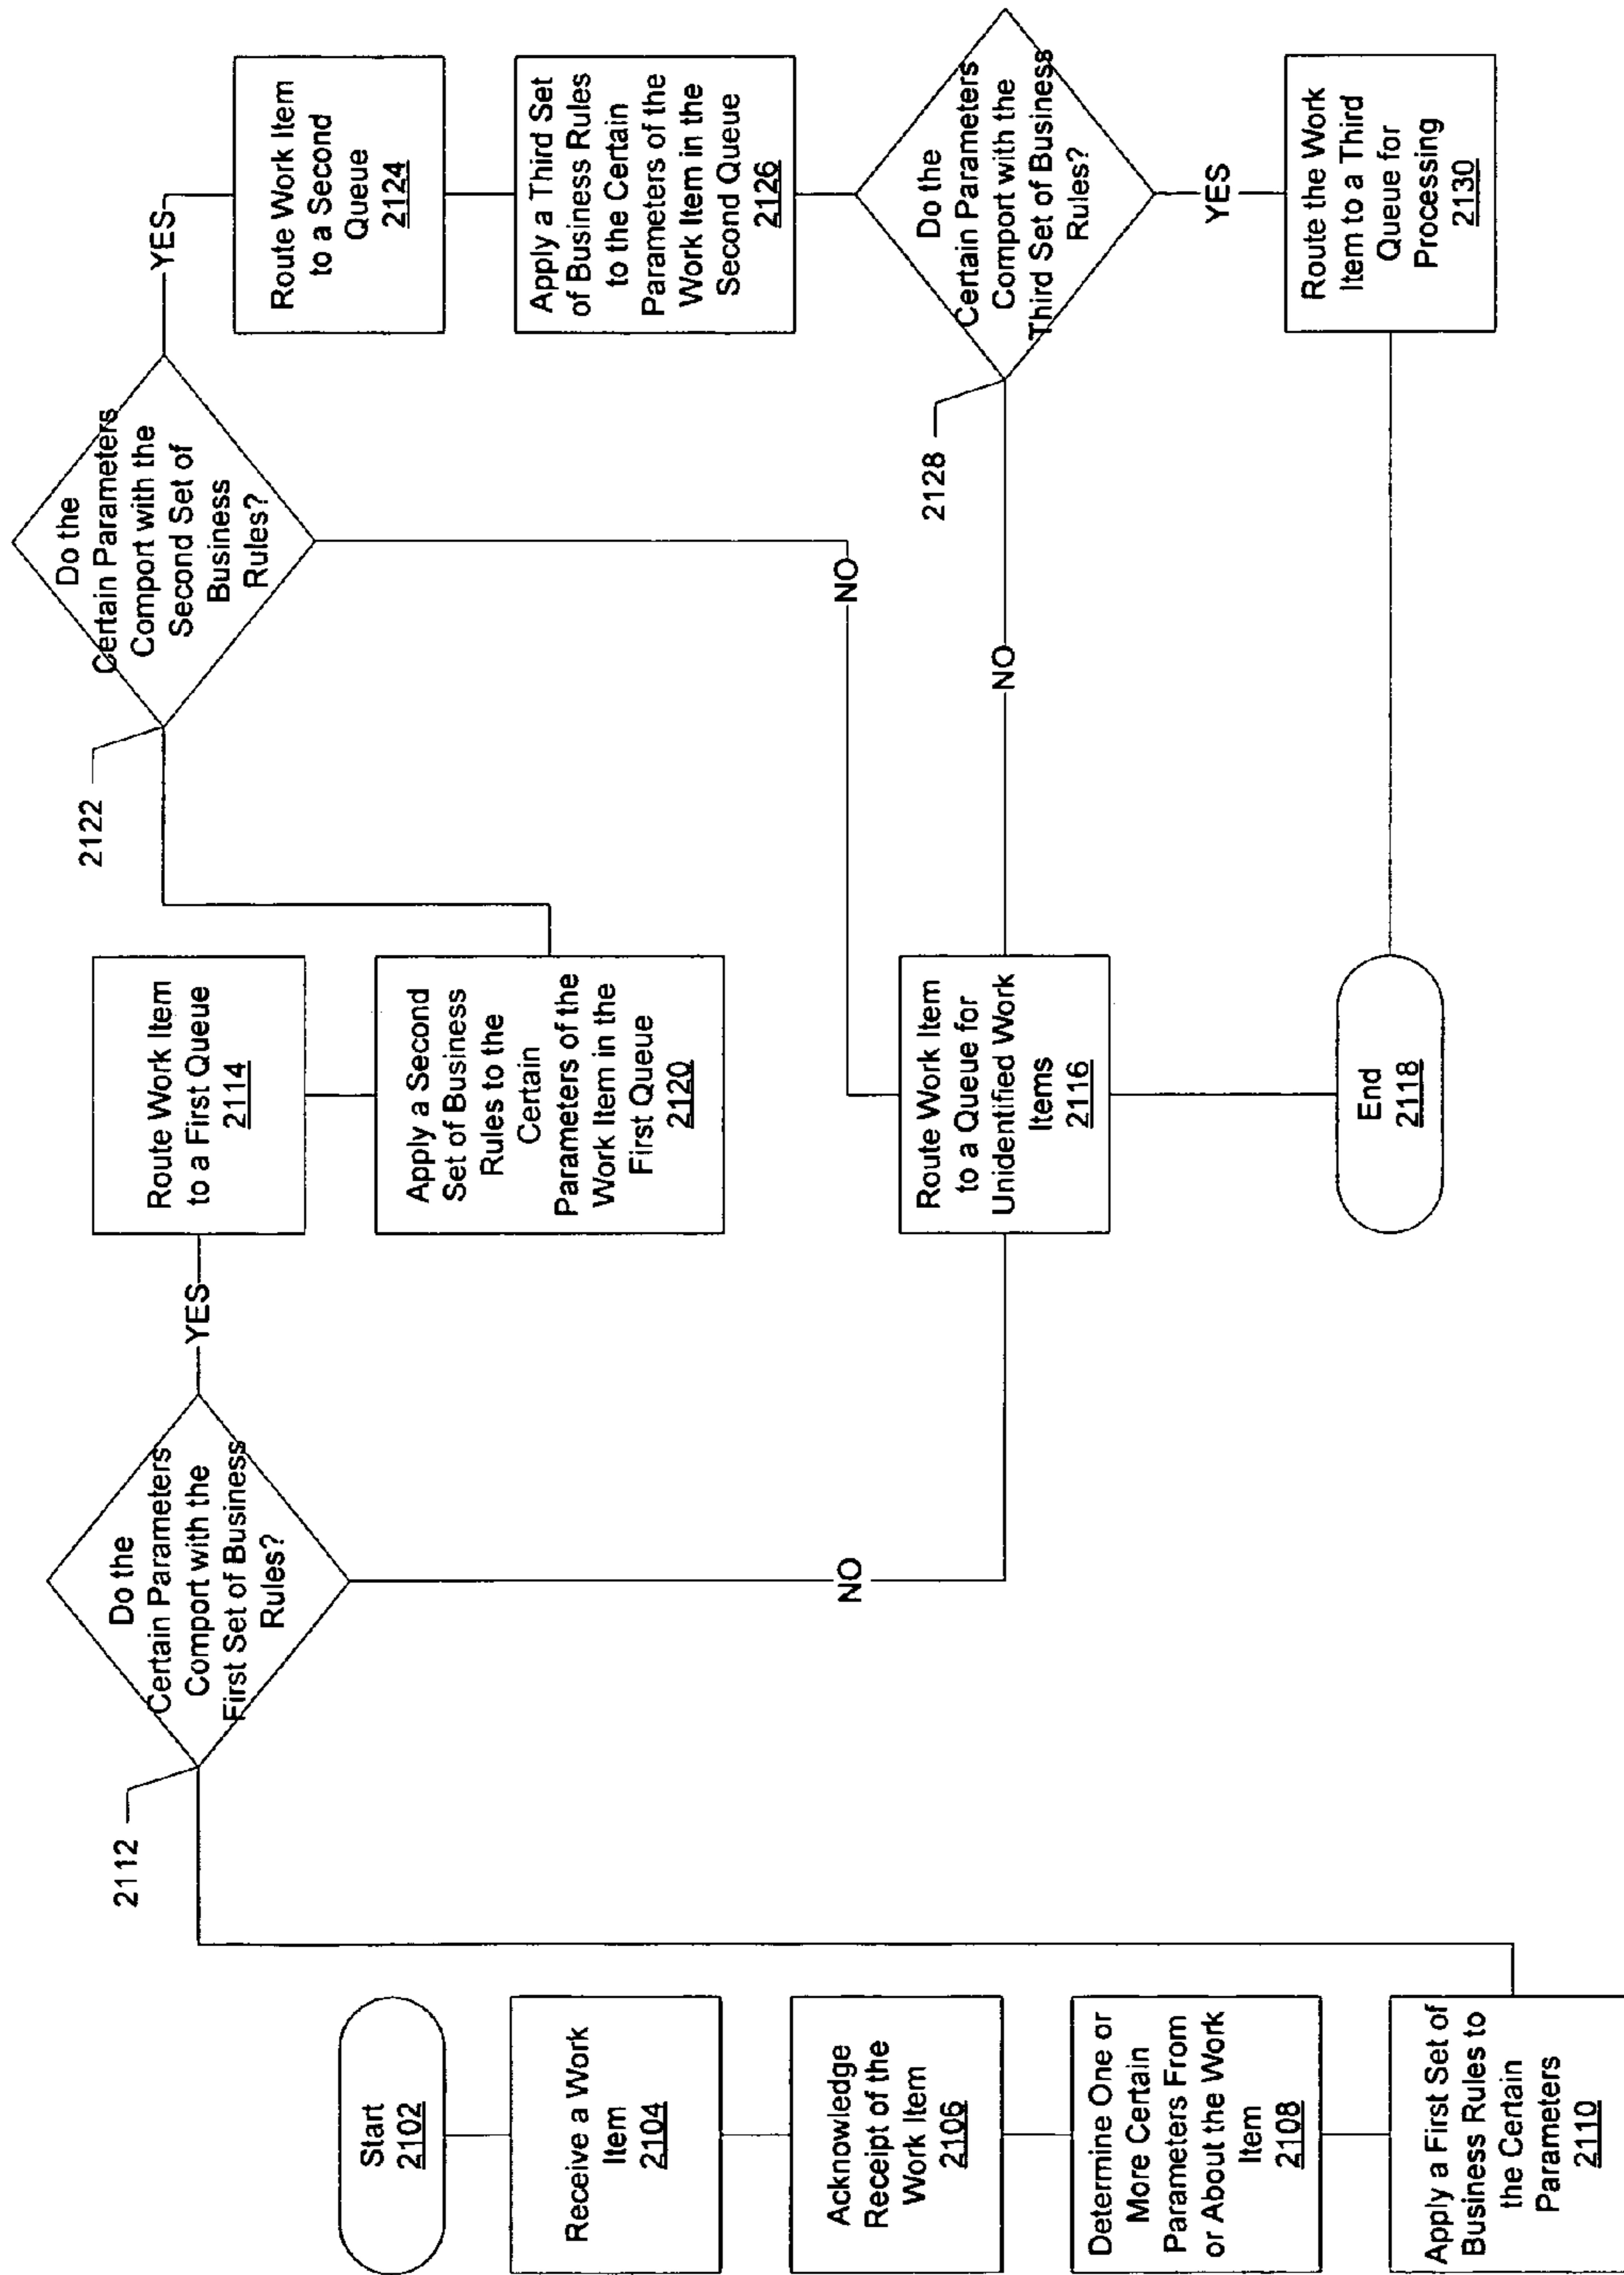 Start
2102
Receive a Work
Item
2104
Acknowledge
Receipt of the
Work Item
2106
Determine One or
More Certain
Parameters From
or About the Work
Item
2108
Apply a First Set of
Business Rules to
the Certain
Parameters
2110
2112
Do the
Certain Parameters
Comport with the
First Set of Business
Rules?
YES
NO
Route Work Item
to a First Queue
2114
Apply a Second
Set of Business
Rules to the
Certain
Parameters of the
Work Item in the
First Queue
2120
Route Work Item
to a Queue for
Unidentified Work
Items
2116
End
2118
2122
Do the
Certain Parameters
Comport with the
Second Set of
Business
Rules?
YES
NO
Route Work Item
to a Second
Queue
2124
Apply a Third Set
of Business Rules
to the Certain
Parameters of the
Work Item in the
Second Queue
2126
2128
Do the
Certain Parameters
Comport with the
Third Set of Business
Rules?
NO
YES
Route the Work
Item to a Third
Queue for
Processing
2130